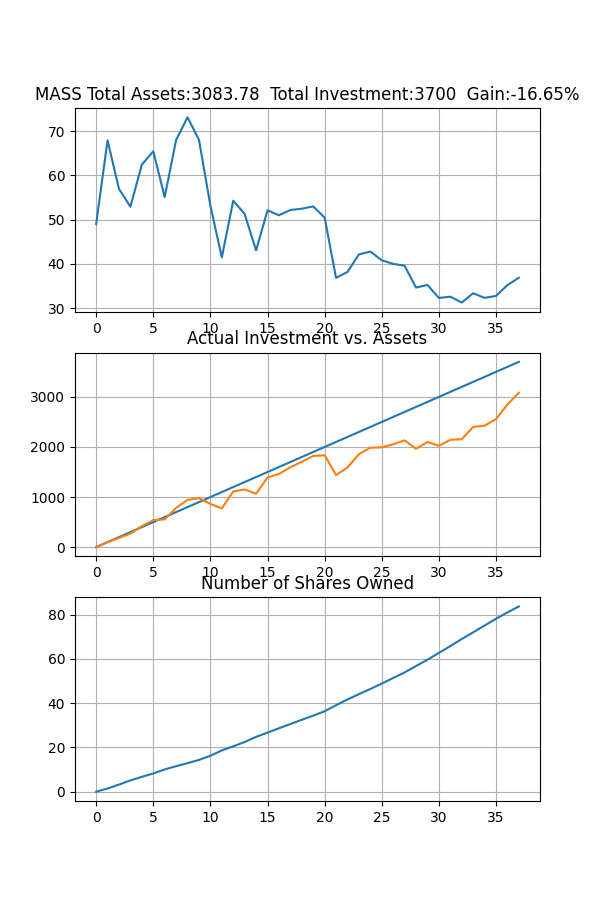 MASS Total Assets:3083.78  Total Investment:3700  Gain:-16.65%
70
60
50
40
30
0 5 10 15 20 25 30 35
Actual Investment vs. Assets
3000
2000
1000
0
0 5 10 15 20 25 30 35
Number of Shares Owned
80
60
40
20
0
0 5 10 15 20 25 30 35